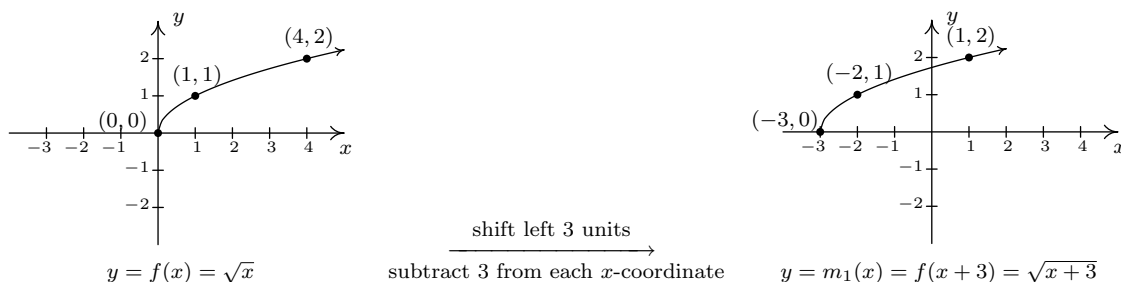 y
y
(4, 2)
(1, 2)
2
2
(1, 1)
(−2, 1)
1
1
(0, 0)
(−3, 0)
−3 −2 −1 1 2 3 4 x
−3 −2 −1 1 2 3 4 x
−1
−1
−2
−2
shift left 3 units
subtract 3 from each x-coordinate
y = f(x) = √x
y = m₁(x) = f(x + 3) = √x + 3